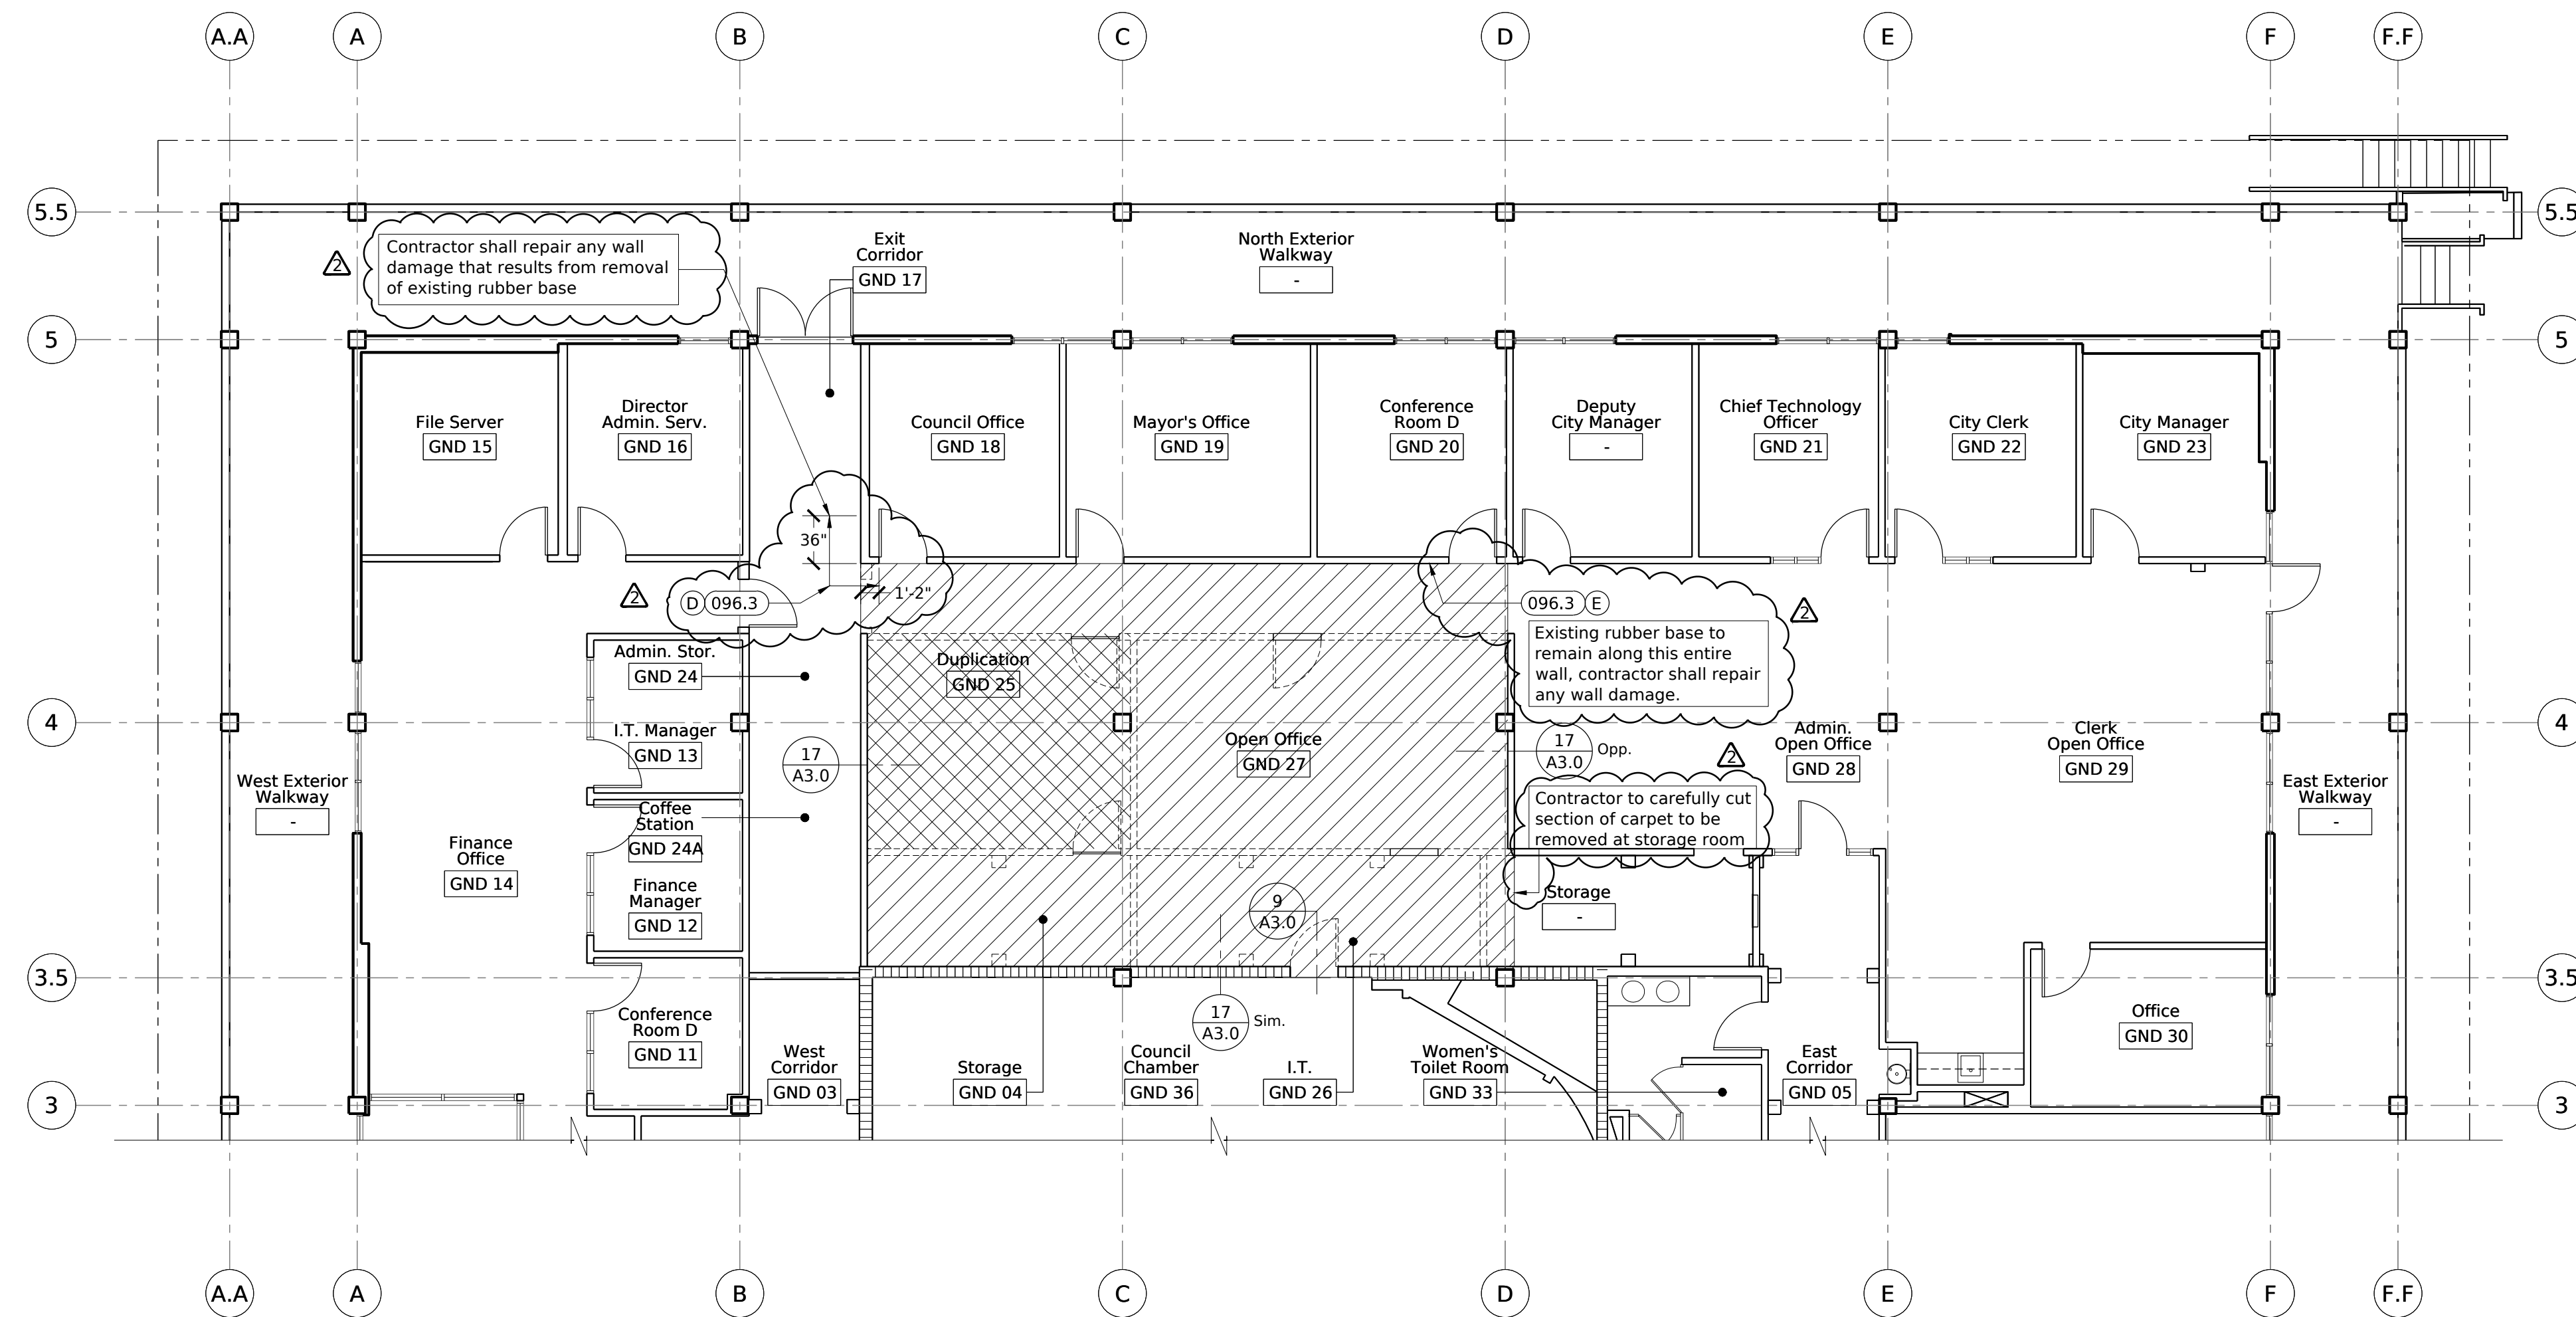 A.A
A
B
C
D
E
F
F.F
5.5
5.5
Contractor shall repair any wall
damage that results from removal
of existing rubber base
2
Exit
Corridor
GND 17
North Exterior
Walkway
-
5
5
File Server
GND 15
Director
Admin. Serv.
GND 16
Council Office
GND 18
Mayor's Office
GND 19
Conference
Room D
GND 20
Deputy
City Manager
-
Chief Technology
Officer
GND 21
City Clerk
GND 22
City Manager
GND 23
36"
1'-2"
2
D 096.3
096.3 E
2
Existing rubber base to
remain along this entire
wall, contractor shall repair
any wall damage.
Admin. Stor.
GND 24
Duplication
GND 25
4
4
I.T. Manager
GND 13
17
A3.0
Open Office
GND 27
17
A3.0
Opp.
2
Admin.
Open Office
GND 28
Clerk
Open Office
GND 29
West Exterior
Walkway
-
East Exterior
Walkway
-
Contractor to carefully cut
section of carpet to be
removed at storage room
Coffee
Station
GND 24A
Finance
Office
GND 14
Finance
Manager
GND 12
9
A3.0
Storage
-
3.5
3.5
Conference
Room D
GND 11
17
A3.0
Sim.
Office
GND 30
West
Corridor
GND 03
Storage
GND 04
Council
Chamber
GND 36
I.T.
GND 26
Women's
Toilet Room
GND 33
East
Corridor
GND 05
3
3
A.A
A
B
C
D
E
F
F.F